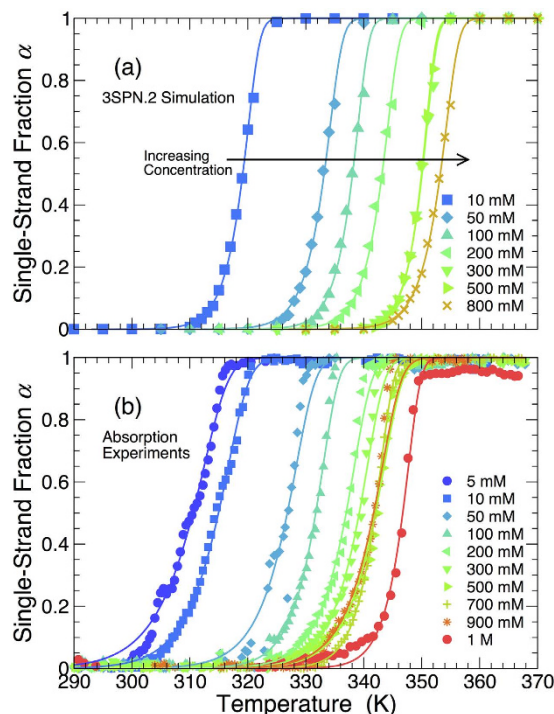 1
(a)
0.8
3SPN.2 Simulation
0.6
Increasing
Concentration
0.4
0.2
0
Single-Strand Fraction α
10 mM
50 mM
100 mM
200 mM
300 mM
500 mM
800 mM
1
(b)
0.8
Absorption
Experiments
0.6
0.4
0.2
0
Single-Strand Fraction α
5 mM
10 mM
50 mM
100 mM
200 mM
300 mM
500 mM
700 mM
900 mM
1 M
290 300 310 320 330 340 350 360 370
Temperature (K)